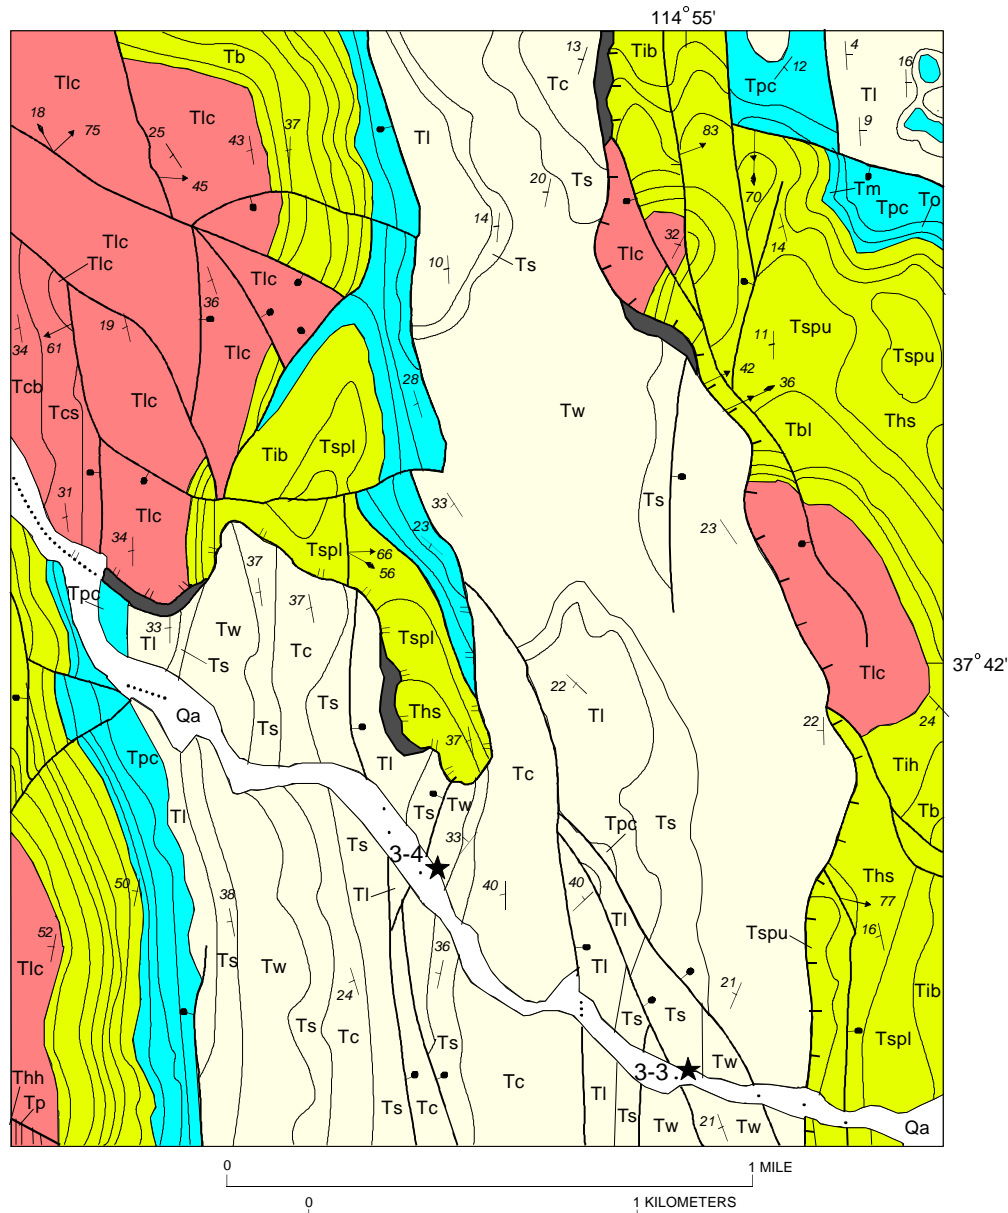 114°55'
Tb
13
Tib
4
16
Tlc
Tc
Tpc
12
Tl
18
75
25
Tlc
43
37
Tl
83
9
45
20
Ts
70
Tm
Tpc
To
14
32
Tlc
14
Tlc
Tlc
10
Ts
Tlc
36
19
34
61
Tlc
11
Tspu
Tspu
Tcb
Tcs
Tlc
28
42
36
Tw
Tbl
Ths
Tib
Tspl
31
Tlc
33
23
Ts
23
34
37
Tspl
66
56
Tpc
37
33
Tl
Tw
Ts
Tc
Tspl
37°42'
Tlc
22
Ts
Ts
Qa
Ths
37
Tl
22
24
Tpc
Tl
Tc
Tih
Tb
Tl
Ts
Tw
Ts
33
Tpc
Ts
3-4
50
Tl
38
40
40
Ths
77
Tl
16
52
Ts
Tw
36
Tspu
Tlc
24
Tl
21
Tib
Ts
Tc
Ts
Ts
Ts
Tspl
Thh
Tp
Tc
3-3
Tw
Ts
Tc
Tl
Ts
Tw
21
Tw
Qa
0
1 MILE
0
1 KILOMETERS